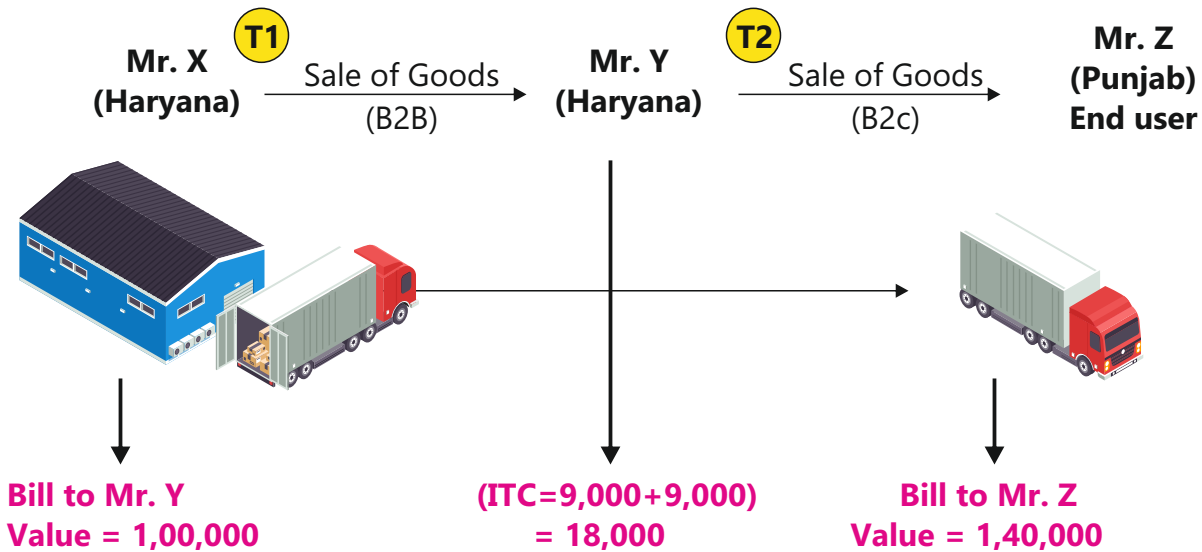 Mr. X
(Haryana)
T1
Sale of Goods
(B2B)
Mr. Y
(Haryana)
T2
Sale of Goods
(B2c)
Mr. Z
(Punjab)
End user
Bill to Mr. Y
Value = 1,00,000
(ITC=9,000+9,000)
= 18,000
Bill to Mr. Z
Value = 1,40,000